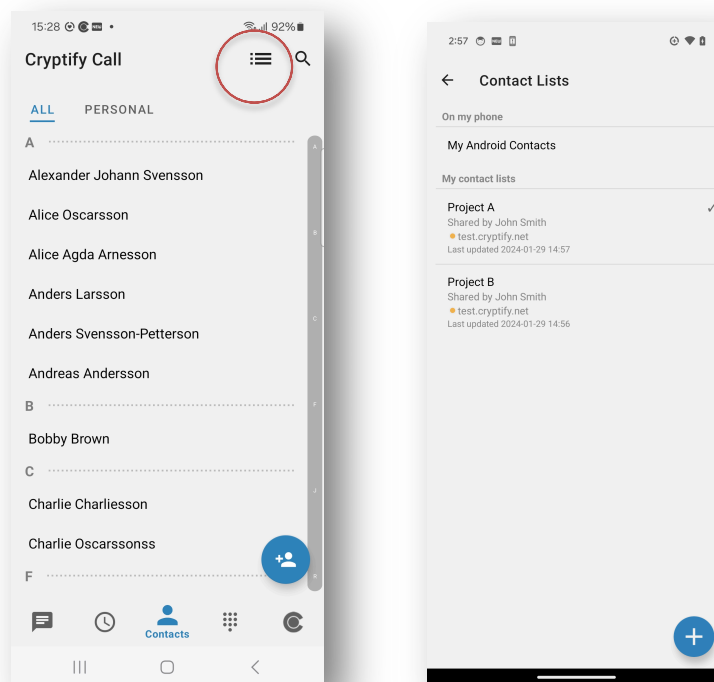 15:28
92%
Cryptify Call
ALL PERSONAL
A
Alexander Johann Svensson
Alice Oscarsson
Alice Agda Arnesson
Anders Larsson
Anders Svensson-Petterson
Andreas Andersson
B
Bobby Brown
C
Charlie Charliesson
Charlie Oscarssonss
F
A
B
C
F
J
K
Contacts
2:57
Contact Lists
On my phone
My Android Contacts
My contact lists
Project A
Shared by John Smith
test.cryptify.net
Last updated 2024-01-29 14:57
Project B
Shared by John Smith
test.cryptify.net
Last updated 2024-01-29 14:56